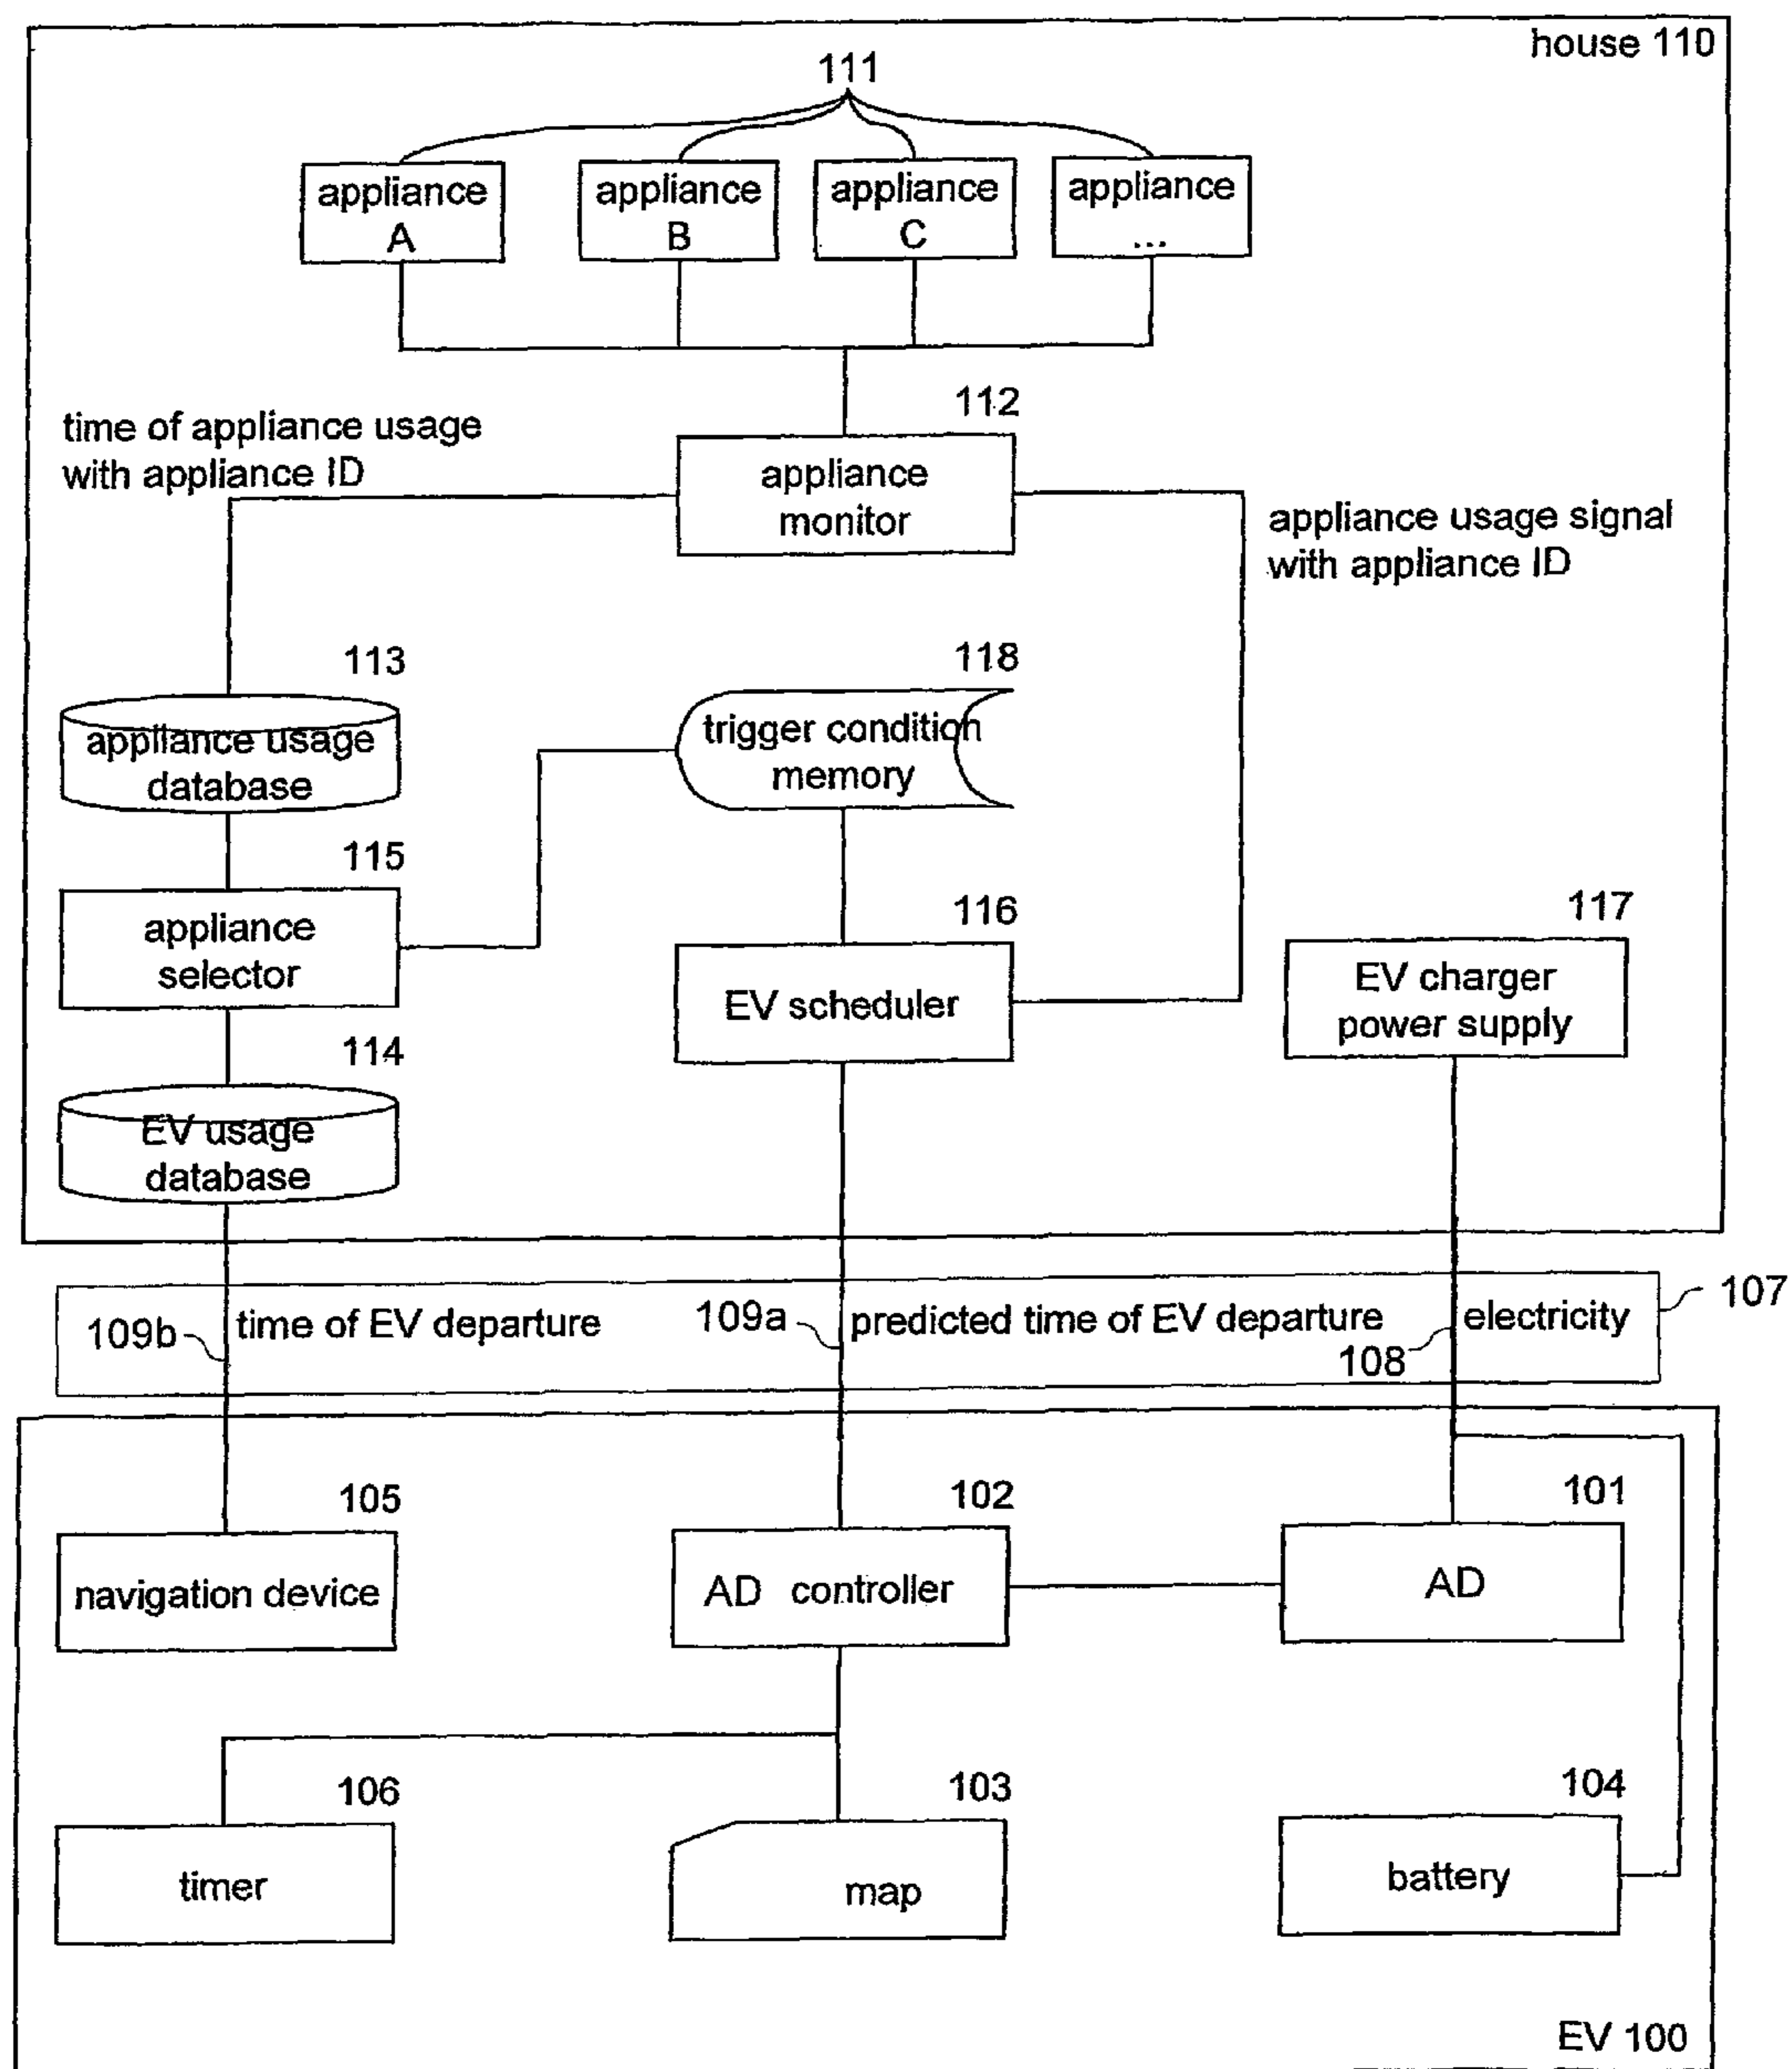 house 110
111
appliance
A
appliance
B
appliance
C
appliance
...
112
time of appliance usage
with appliance ID
appliance
monitor
appliance usage signal
with appliance ID
113
118
appliance usage
database
trigger condition
memory
115
116
117
appliance
selector
EV scheduler
EV charger
power supply
114
EV usage
database
107
109b
time of EV departure
109a
predicted time of EV departure
108
electricity
105
102
101
navigation device
AD controller
AD
106
103
104
timer
map
battery
EV 100